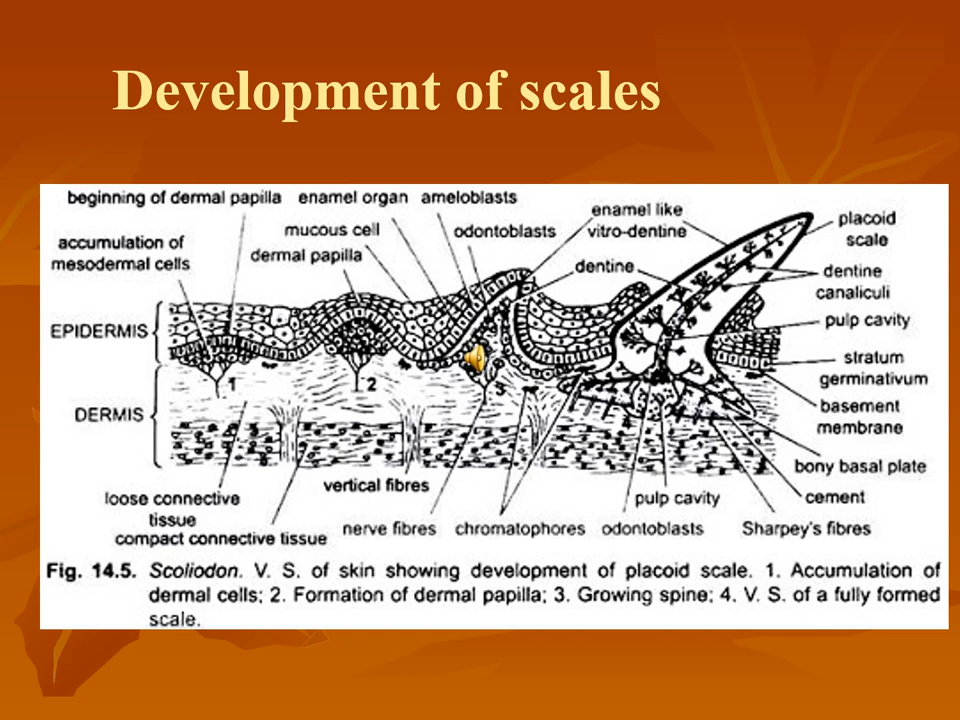 Development of scales
beginning of dermal papilla enamel organ ameloblasts
enamel like
vitro-dentine
placoid
scale
accumulation of
mesodermal cells
mucous cell
dermal papilla
odontoblasts
dentine
dentine
canaliculi
EPIDERMIS
pulp cavity
stratum
germinativum
1
2
3
DERMIS
basement
membrane
bony basal plate
loose connective
tissue
vertical fibres
pulp cavity
cement
compact connective tissue
nerve fibres chromatophores odontoblasts Sharpey's fibres
Fig. 14.5. Scoliodon. V. S. of skin showing development of placoid scale. 1. Accumulation of
dermal cells; 2. Formation of dermal papilla; 3. Growing spine; 4. V. S. of a fully formed
scale.